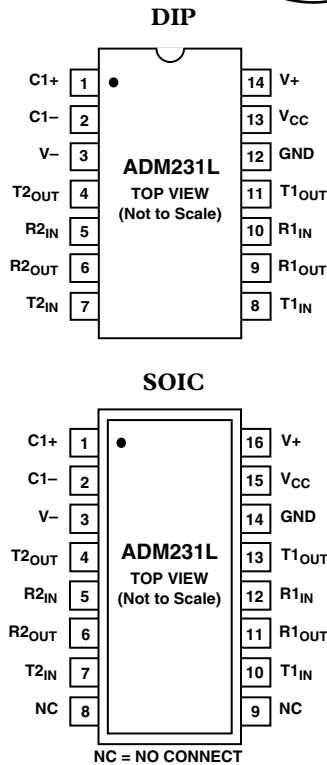 DIP
C1+ 1 14 V+
C1– 2 13 VCC
V– 3 12 GND
ADM231L
T2OUT 4 TOP VIEW 11 T1OUT
(Not to Scale)
R2IN 5 10 R1IN
R2OUT 6 9 R1OUT
T2IN 7 8 T1IN
SOIC
C1+ 1 16 V+
C1– 2 15 VCC
V– 3 14 GND
T2OUT 4 ADM231L 13 T1OUT
TOP VIEW
R2IN 5 (Not to Scale) 12 R1IN
R2OUT 6 11 R1OUT
T2IN 7 10 T1IN
NC 8 9 NC
NC = NO CONNECT